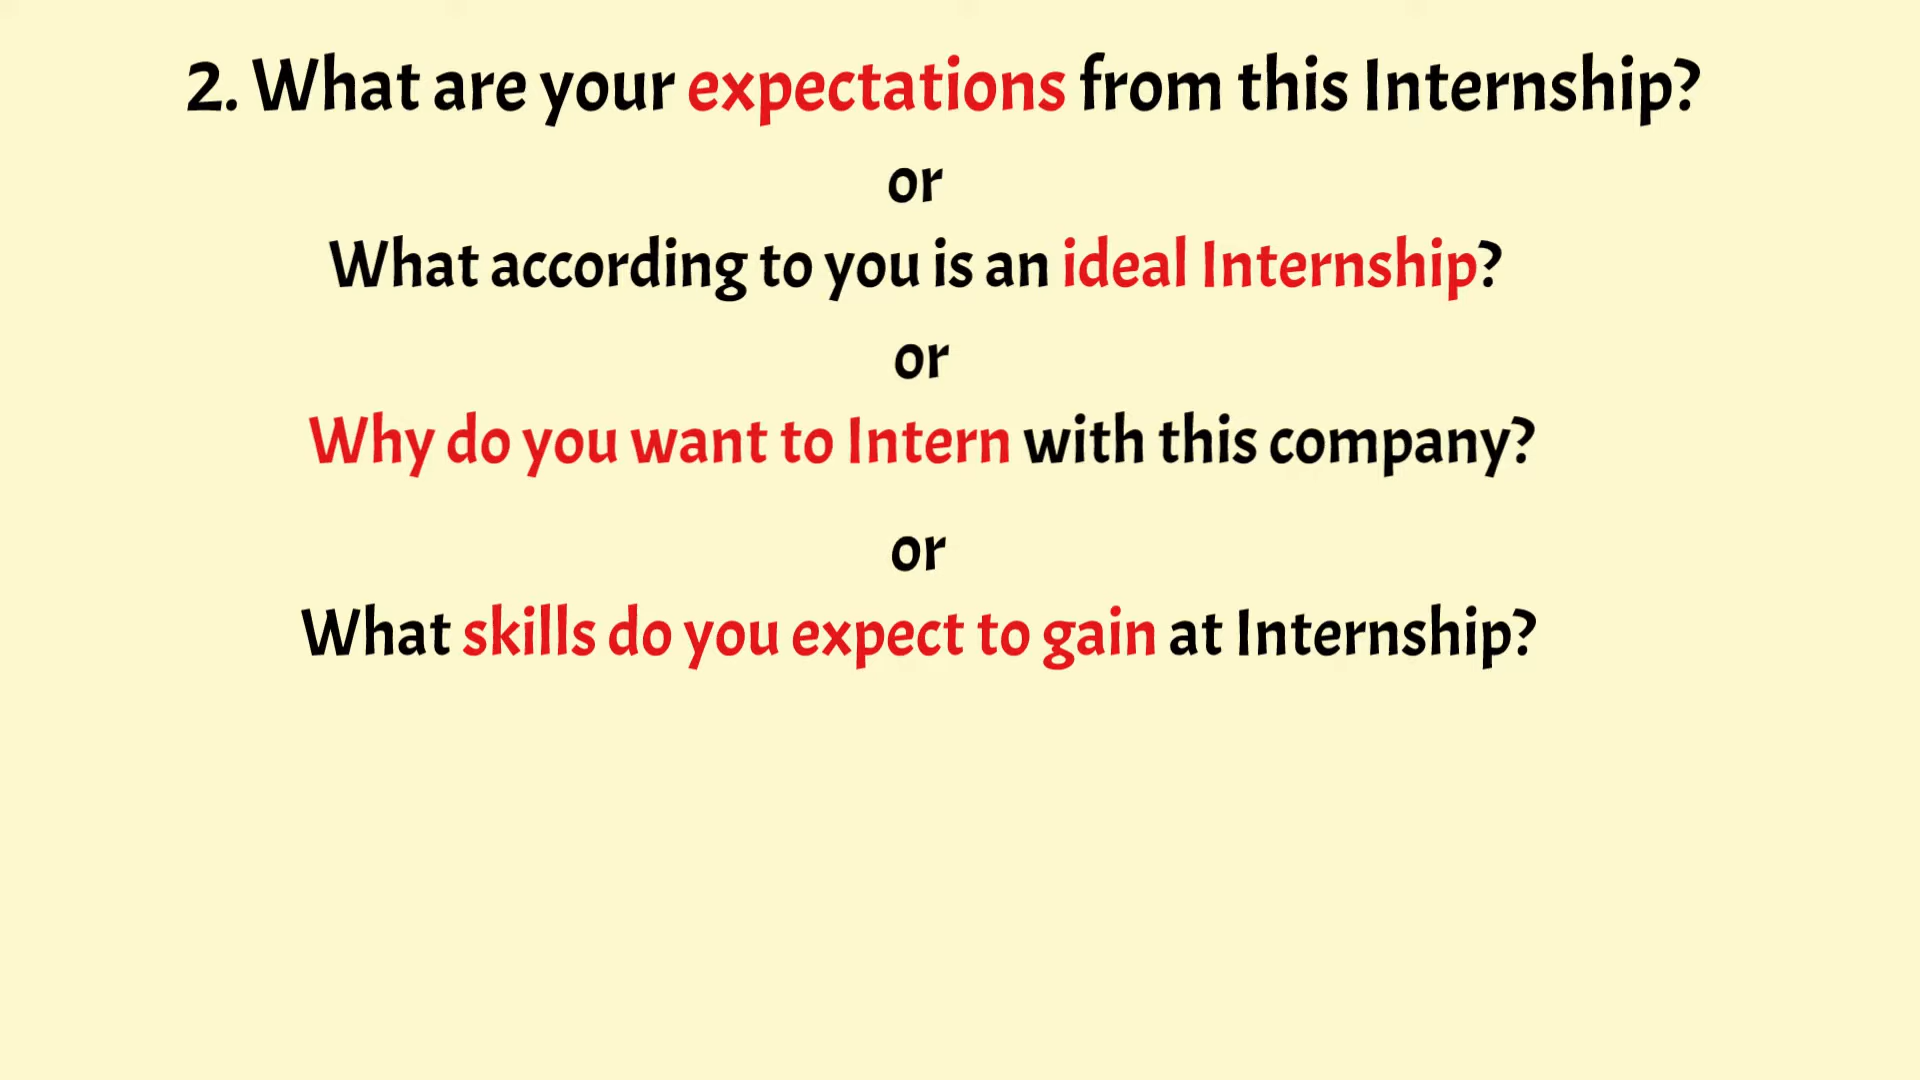 2. What are your expectations from this Internship?
or
What according to you is an ideal Internship?
or
Why do you want to Intern with this company?
or
What skills do you expect to gain at Internship?